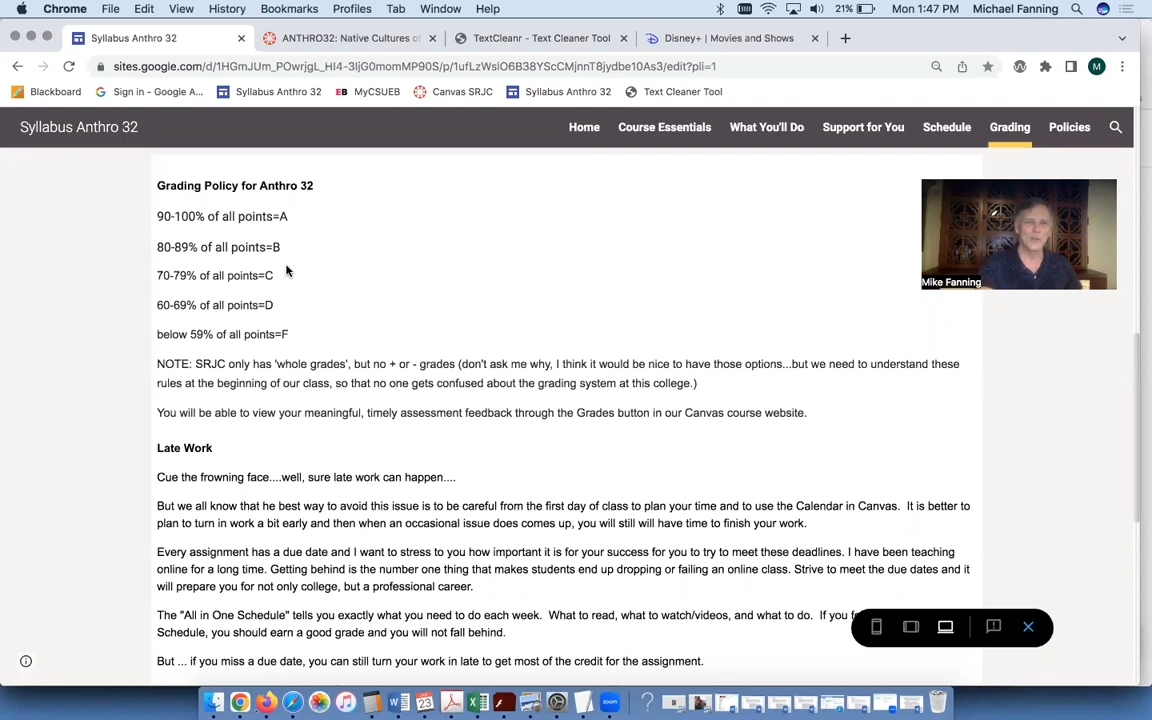 Chrome File Edit View History Bookmarks Profiles Tab Window Help 21% Mon 1:47 PM Michael Fanning
Syllabus Anthro 32 ANTHRO32: Native Cultures of TextCleanr - Text Cleaner Tool Disney+ | Movies and Shows
sites.google.com/d/1HGmJUm_POwrjgL_HI4-3ljG0momMP90S/p/1ufLzWslO6B38YScCMjnnT8jydbe10As3/edit?pli=1
Blackboard Sign in - Google A... Syllabus Anthro 32 MyCSUEB Canvas SRJC Syllabus Anthro 32 Text Cleaner Tool
Syllabus Anthro 32 Home Course Essentials What You'll Do Support for You Schedule Grading Policies
Grading Policy for Anthro 32
90-100% of all points=A
80-89% of all points=B
70-79% of all points=C
60-69% of all points=D
below 59% of all points=F
Mike Fanning
NOTE: SRJC only has 'whole grades', but no + or - grades (don't ask me why, I think it would be nice to have those options...but we need to understand these
rules at the beginning of our class, so that no one gets confused about the grading system at this college.)
You will be able to view your meaningful, timely assessment feedback through the Grades button in our Canvas course website.
Late Work
Cue the frowning face....well, sure late work can happen....
But we all know that he best way to avoid this issue is to be careful from the first day of class to plan your time and to use the Calendar in Canvas. It is better to
plan to turn in work a bit early and then when an occasional issue does comes up, you will still will have time to finish your work.
Every assignment has a due date and I want to stress to you how important it is for your success for you to try to meet these deadlines. I have been teaching
online for a long time. Getting behind is the number one thing that makes students end up dropping or failing an online class. Strive to meet the due dates and it
will prepare you for not only college, but a professional career.
The "All in One Schedule" tells you exactly what you need to do each week. What to read, what to watch/videos, and what to do. If you
Schedule, you should earn a good grade and you will not fall behind.
But ... if you miss a due date, you can still turn your work in late to get most of the credit for the assignment.